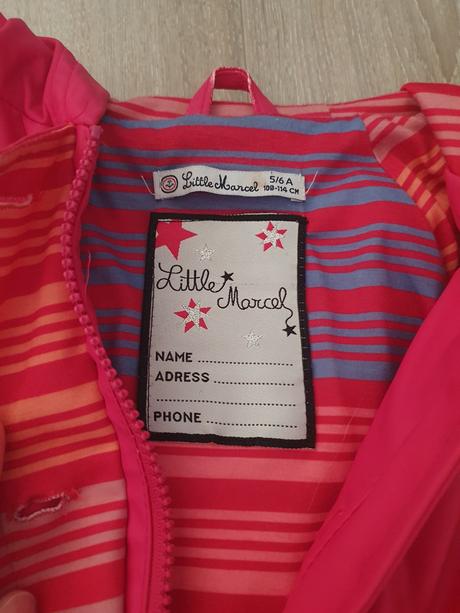 Little Marcel
5/6 A
108-114 CM
Little
Marcel
NAME ................
ADRESS .............
........................
PHONE ...............